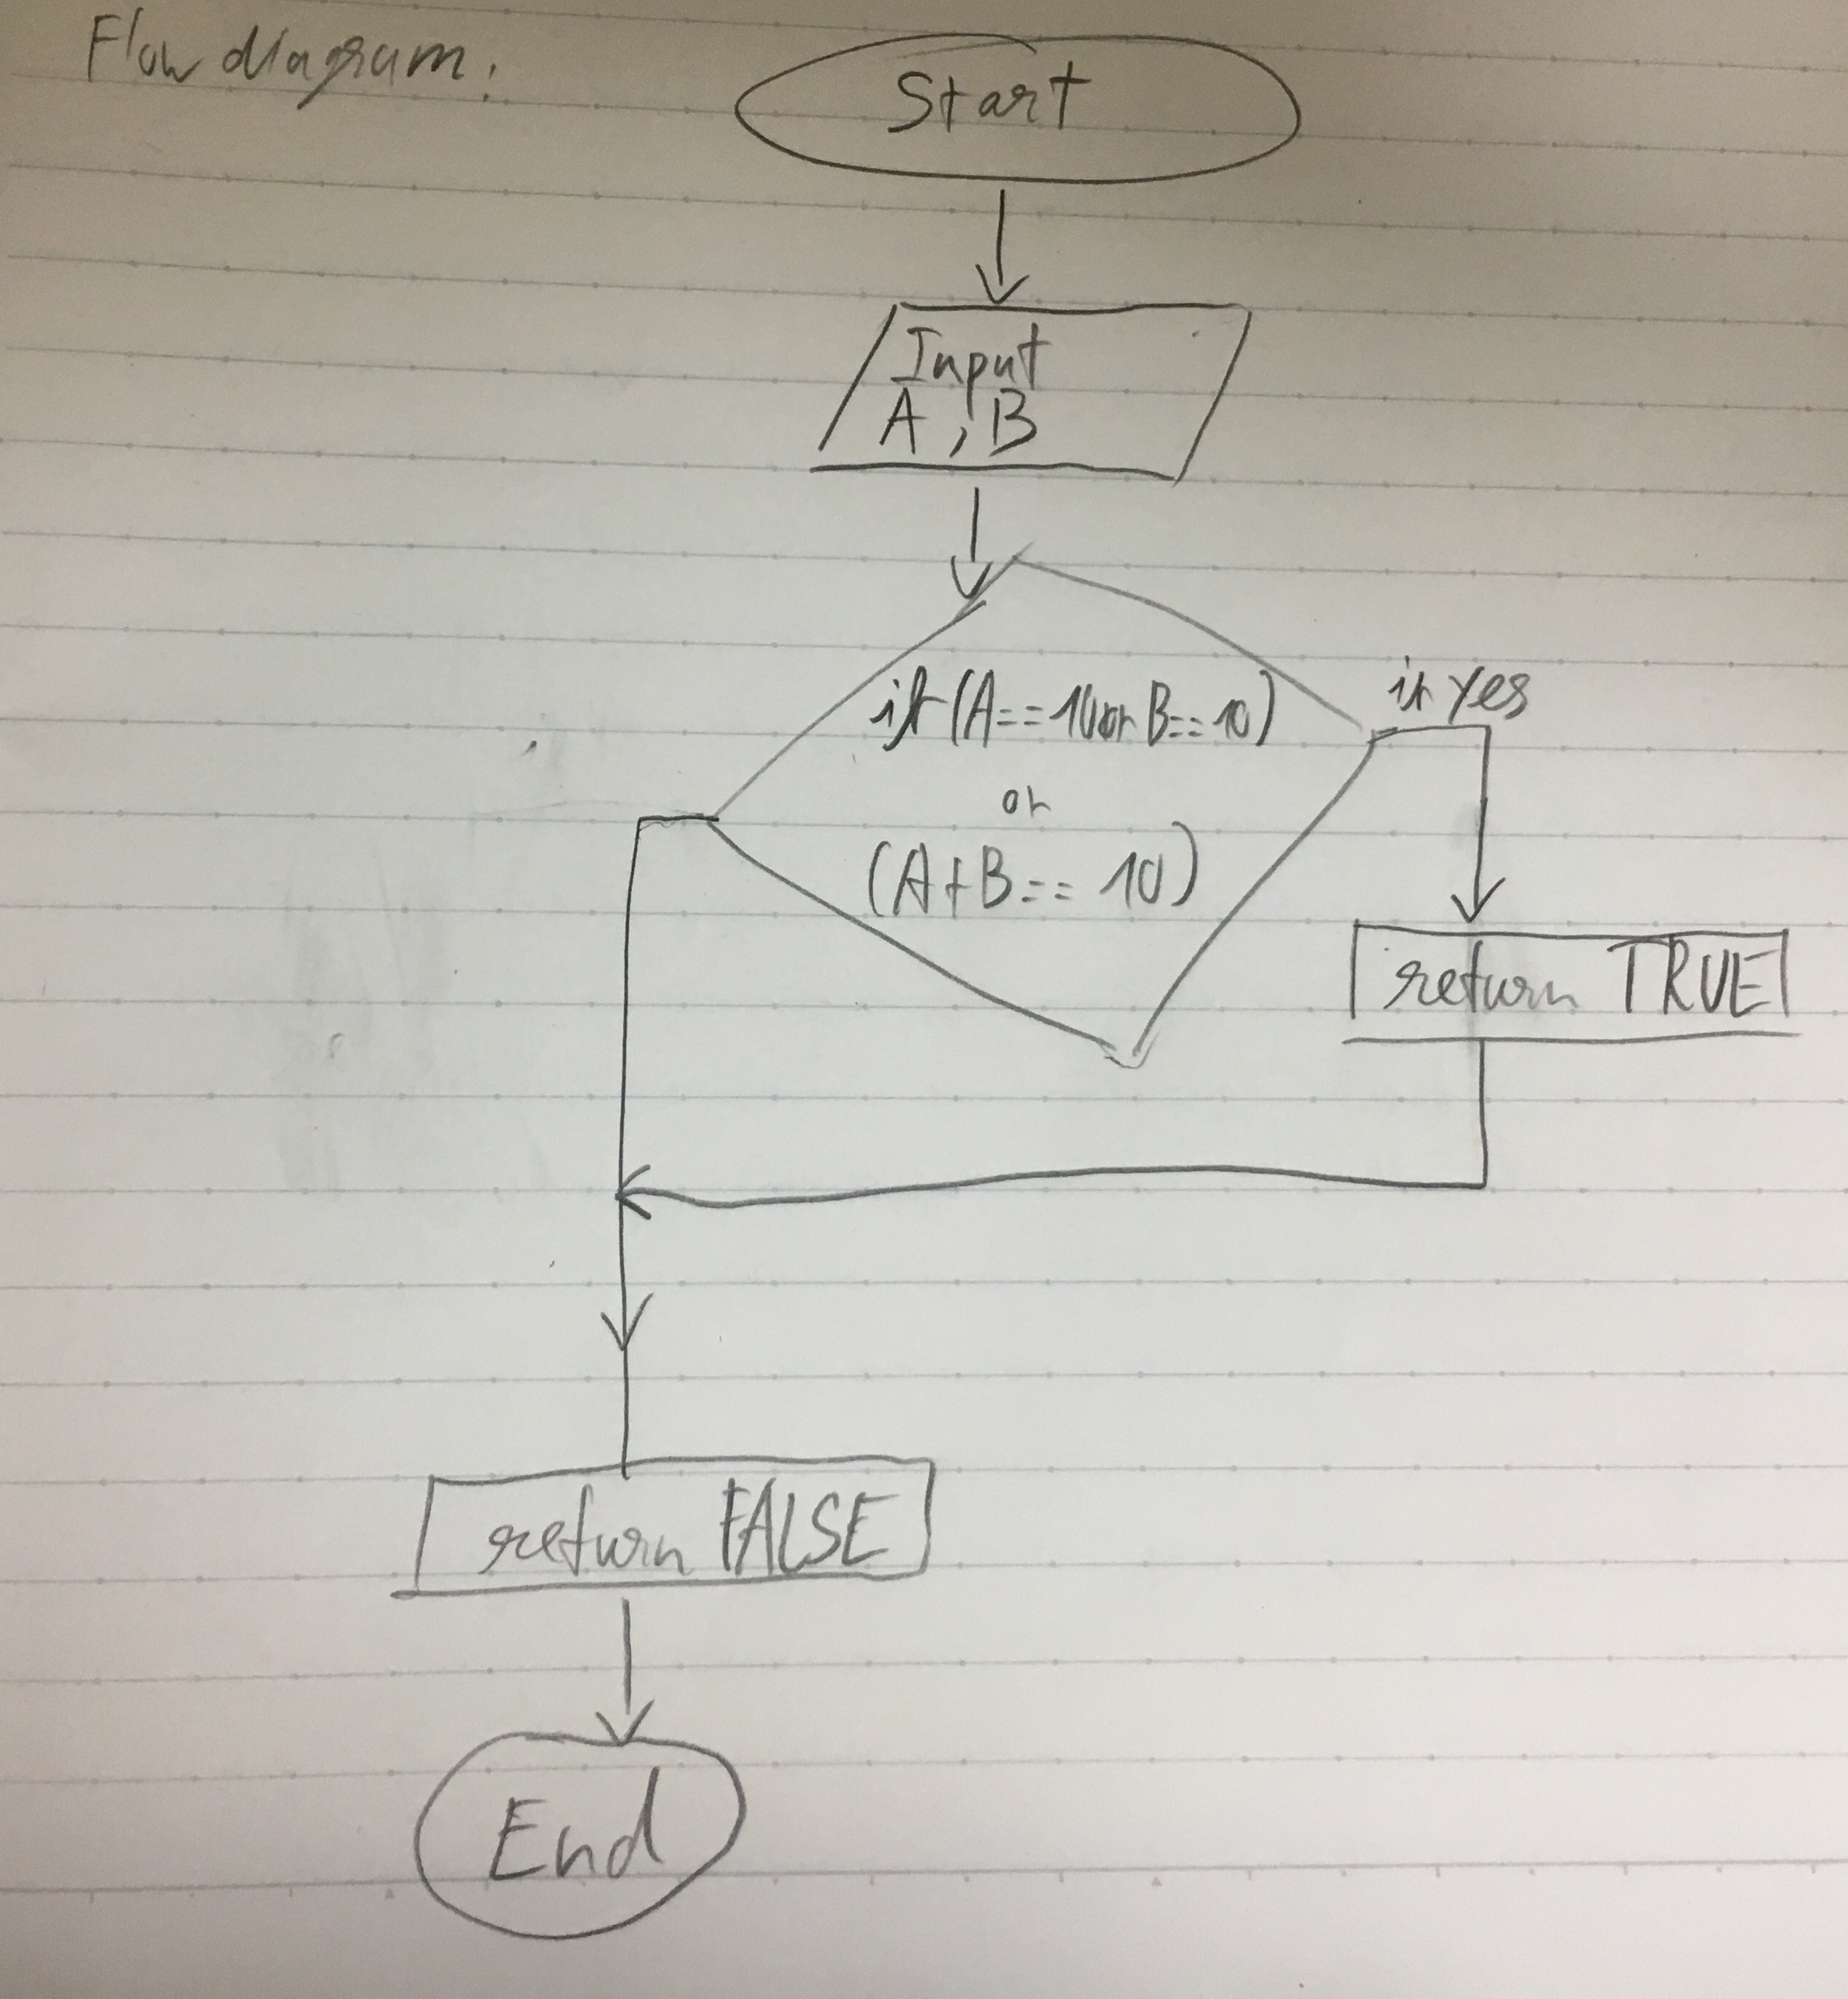 Flow diagram:
Start
Input
A, B
if (A==10 or B==10)
or
(A+B==10)
if yes
return TRUE
return FALSE
End